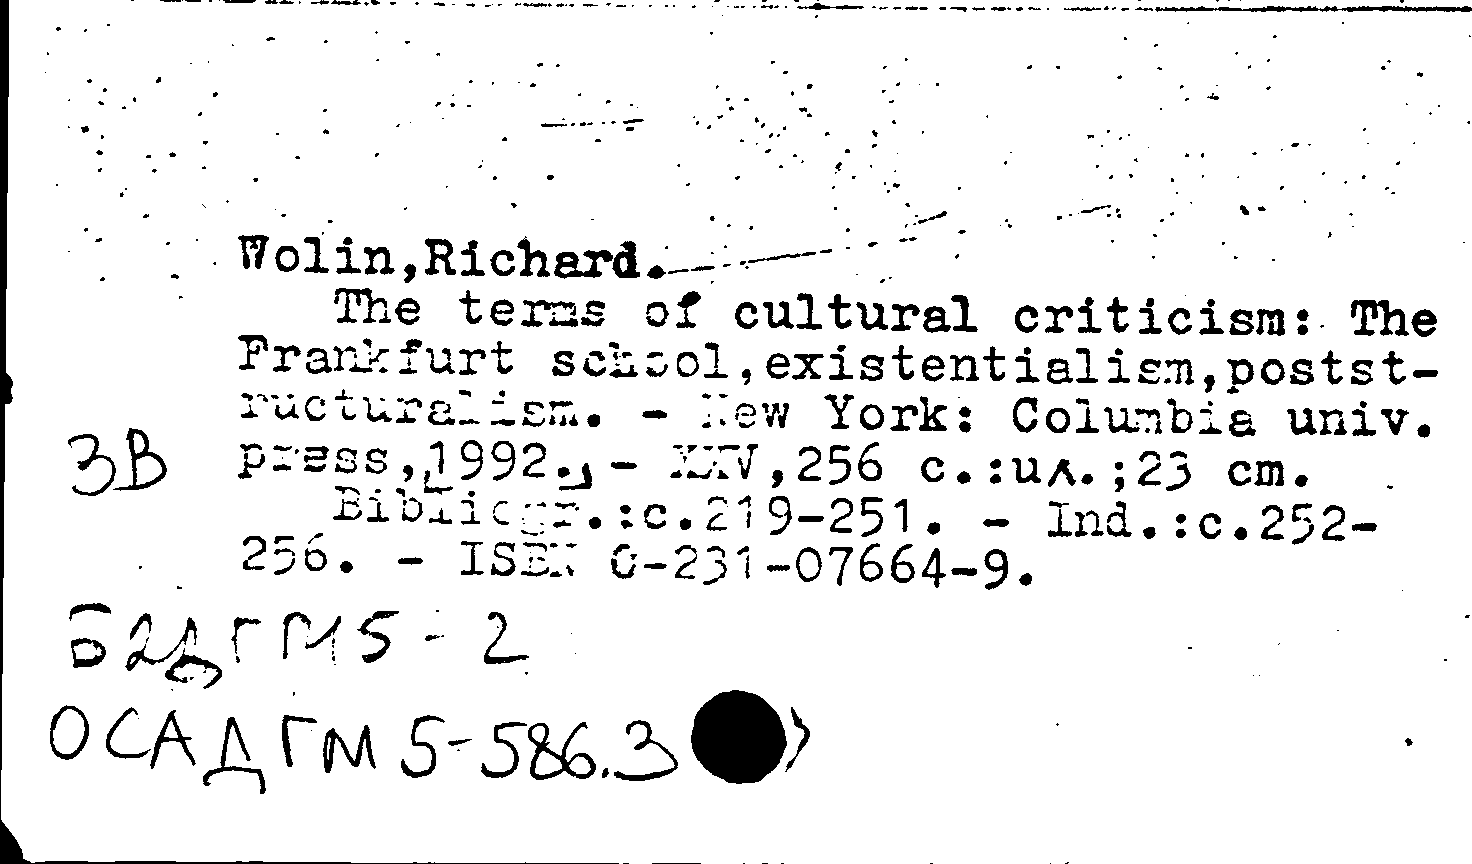 Wolin,Richard.
The terms of cultural criticism: The
Frankfurt school,existentialism,postst-
ructuralism. - New York: Columbia univ.
press,1992., - XXIV,256 c.:ил.;23 cm.
Bibliogr.:c.219-251. - Ind.:c.252-
256. - ISBN 0-231-07664-9.
ЗВ
Б2ДГМ5-2
ОСАДГМ5-586.3